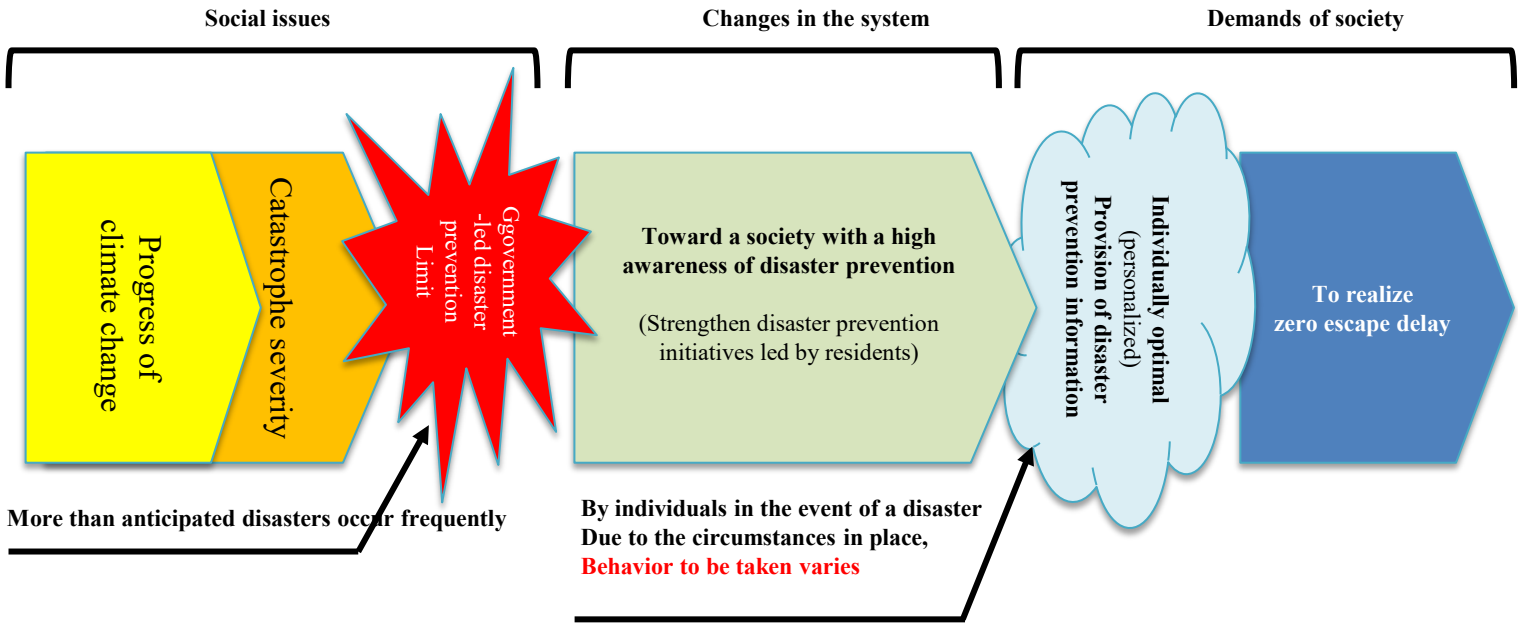 Social issues
Changes in the system
Demands of society
Progress of
climate change
Catastrophe severity
Ggovernment
-led disaster
prevention
Limit
Toward a society with a high
awareness of disaster prevention
(Strengthen disaster prevention
initiatives led by residents)
Individually optimal
(personalized)
Provision of disaster
prevention information
To realize
zero escape delay
More than anticipated disasters occur frequently
By individuals in the event of a disaster
Due to the circumstances in place,
Behavior to be taken varies